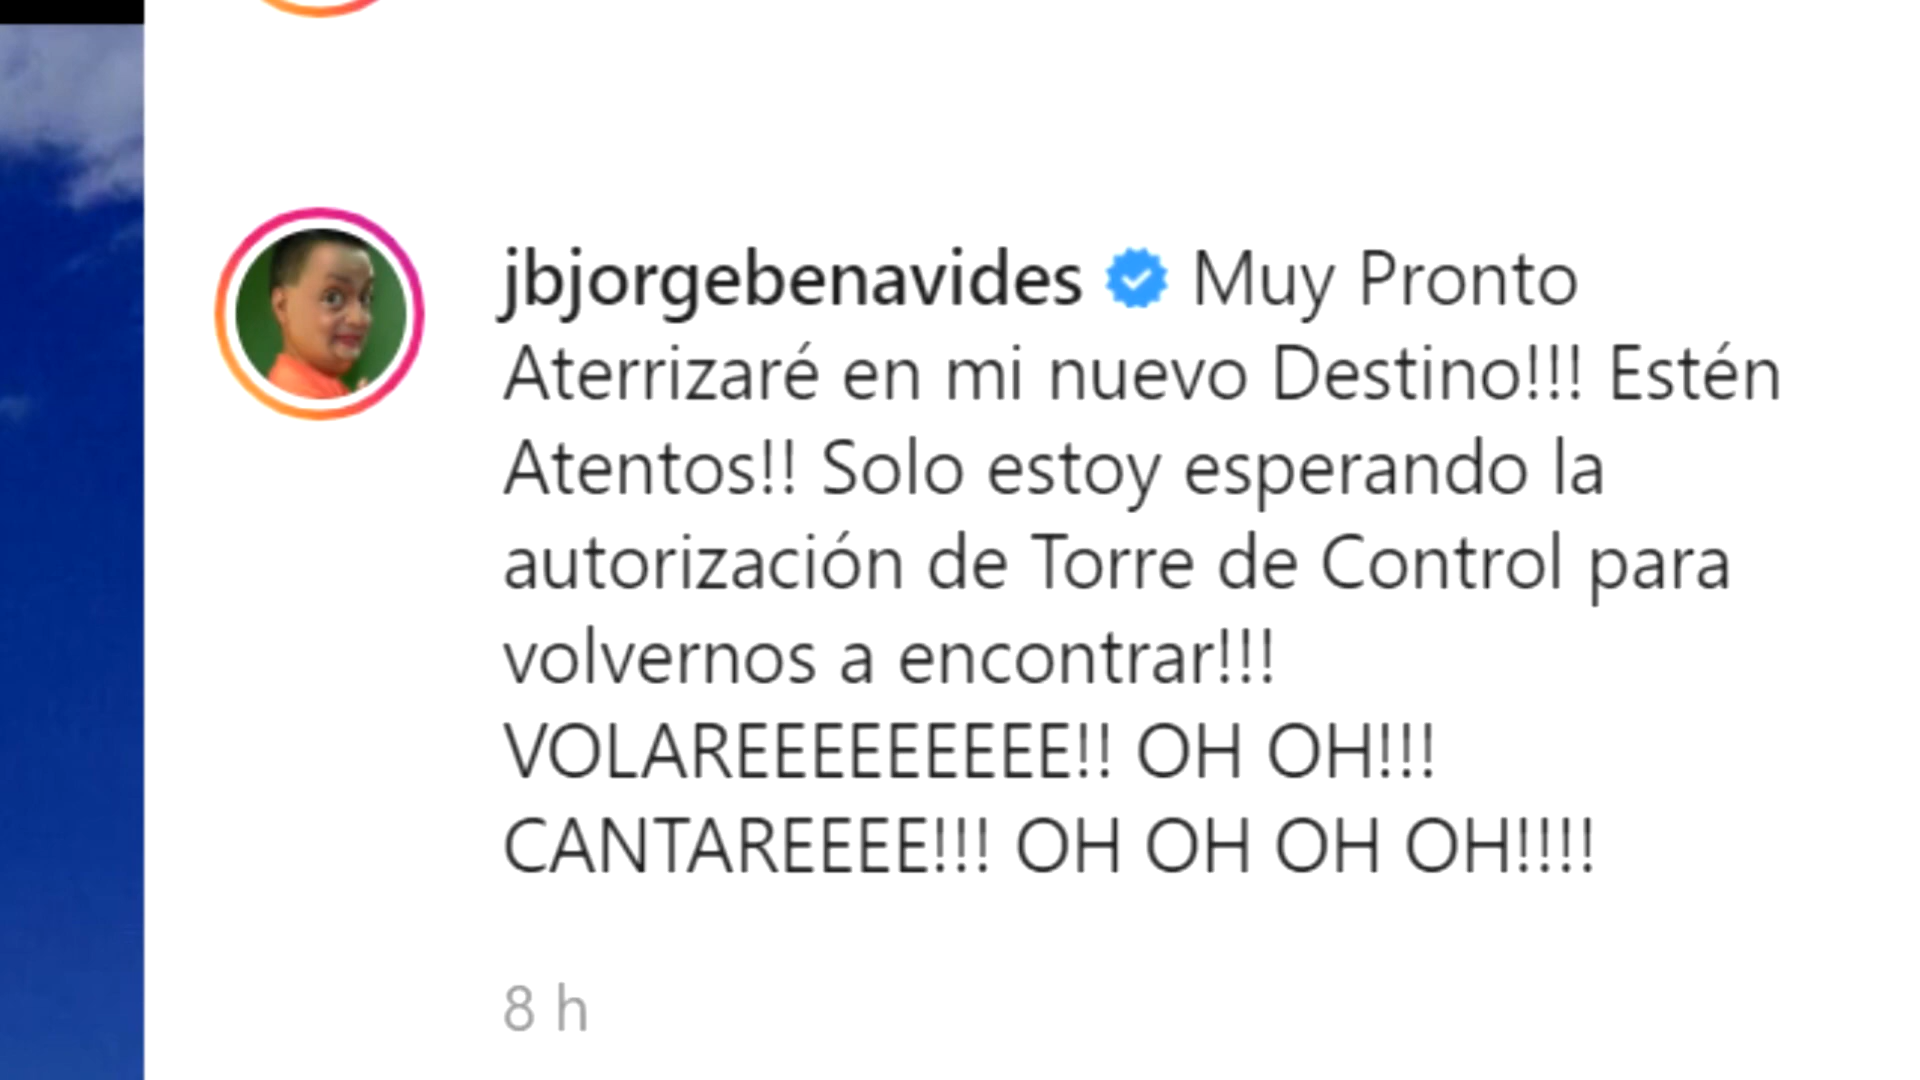 jbjorgebenavides Muy Pronto
Aterrizaré en mi nuevo Destino!!! Estén
Atentos!! Solo estoy esperando la
autorización de Torre de Control para
volvernos a encontrar!!!
VOLAREEEEEEEEE!! OH OH!!!
CANTAREEEE!!! OH OH OH OH!!!!
8 h